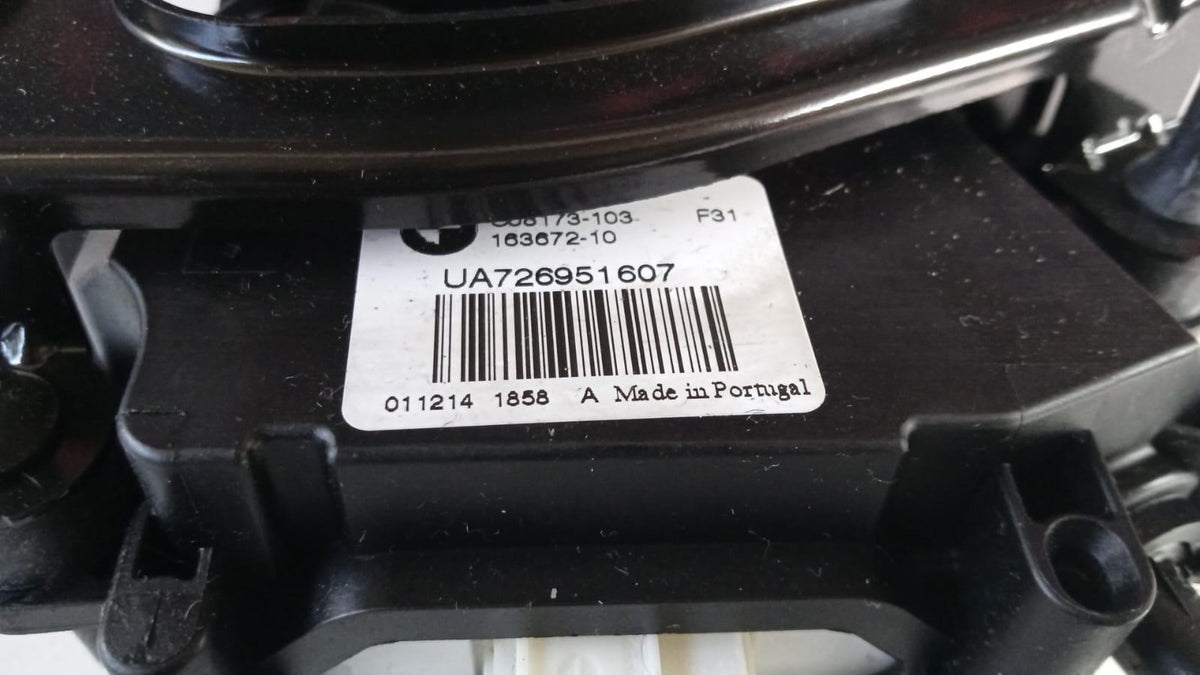 C08173-103 F31
163672-10
UA726951607
011214 1858 A Made in Portugal